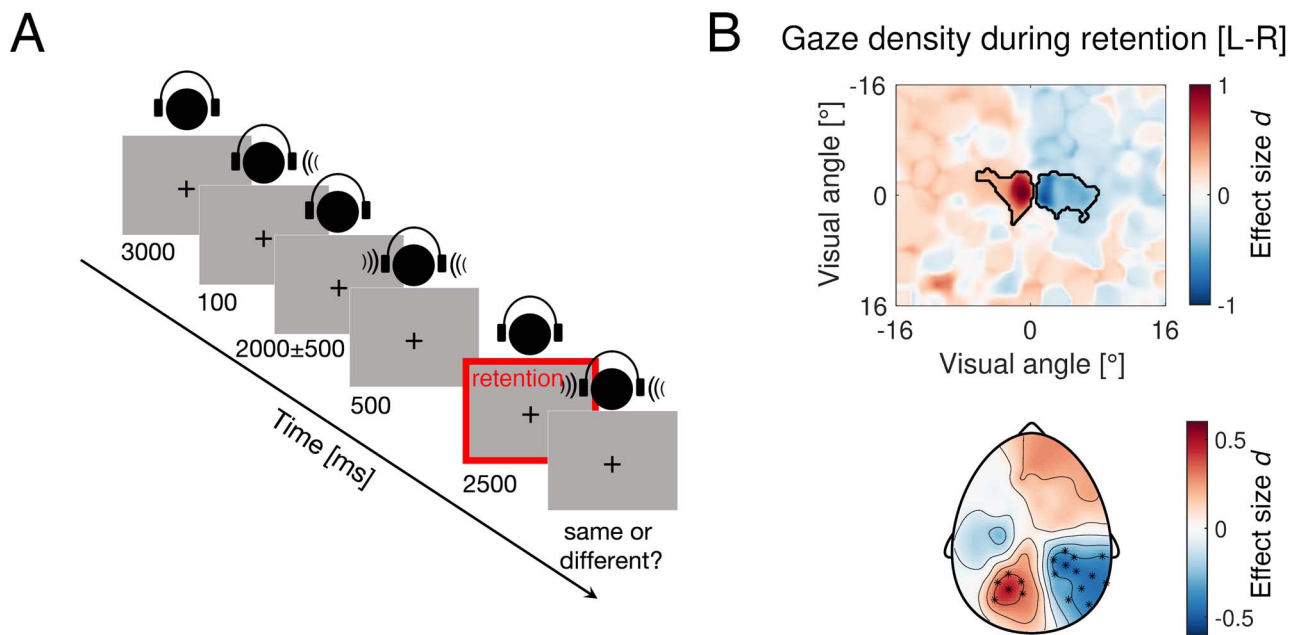 A
3000
100
2000±500
500
retention
2500
Time [ms]
same or
different?
B
Gaze density during retention [L-R]
-16
0
16
Visual angle [°]
-16
0
16
Visual angle [°]
1
0
-1
Effect size d
0.5
0
-0.5
Effect size d